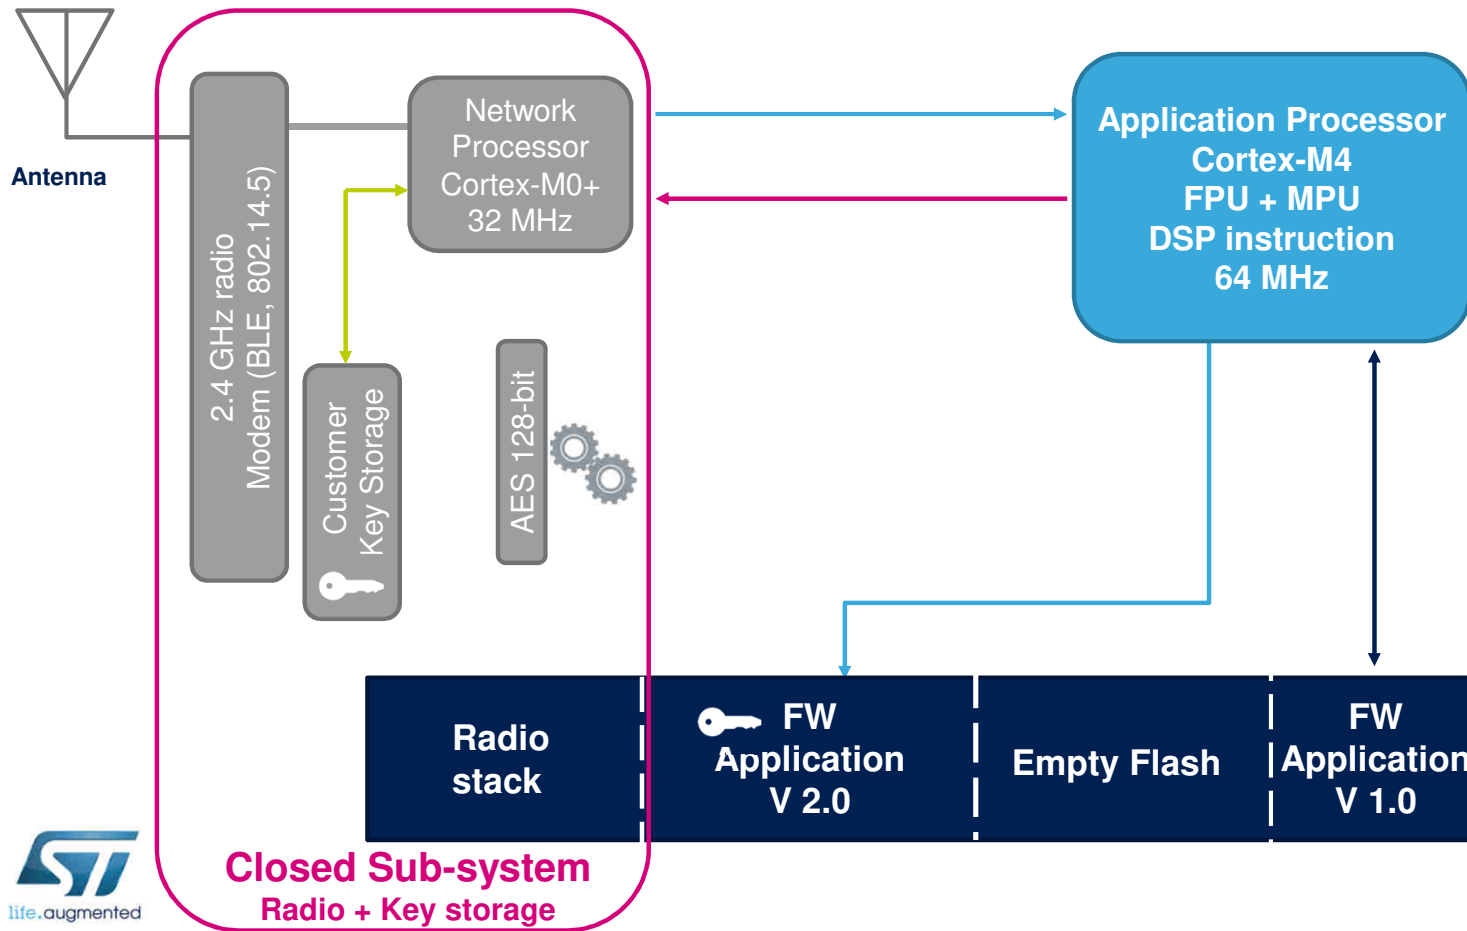 Antenna
2.4 GHz radio
Modem (BLE, 802.14.5)
Network
Processor
Cortex-M0+
32 MHz
Customer
Key Storage
AES 128-bit
Application Processor
Cortex-M4
FPU + MPU
DSP instruction
64 MHz
Radio
stack
FW
Application
V 2.0
Empty Flash
FW
Application
V 1.0
Closed Sub-system
Radio + Key storage
ST
life.augmented